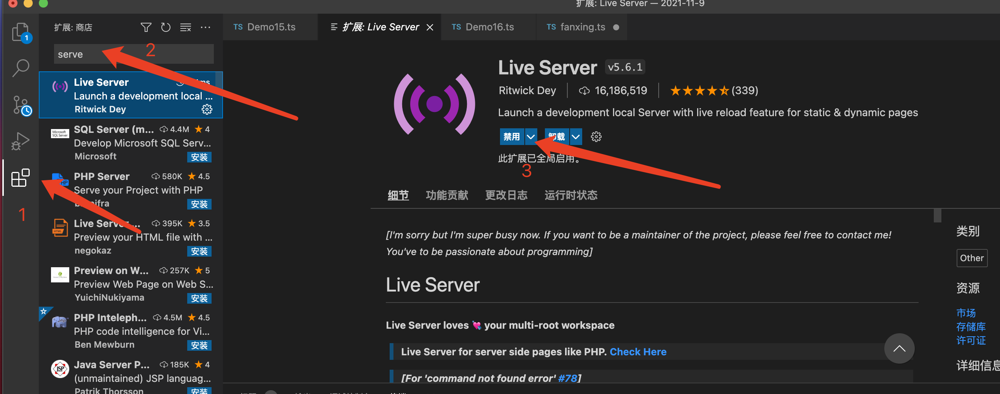 扩展: Live Server — 2021-11-9
扩展: 商店
1
serve
2
Live Server
Launch a development local ...
Ritwick Dey
SQL Server (m... 4.4M 4
Develop Microsoft SQL Serv...
Microsoft 安装
PHP Server 580K 4.5
Serve your Project with PHP
安装
1
Live Server ... 395K 3.5
Preview your HTML file with ...
negokaz 安装
Preview on W... 257K 5
Preview Web Page on Web S...
YuichiNukiyama 安装
PHP Inteleph... 4.5M 4.5
PHP code intelligence for Vi...
Ben Mewburn 安装
Java Server P... 185K 4
(unmaintained) JSP languag...
Patrik Thorsson 安装
TS Demo15.ts
扩展: Live Server
TS Demo16.ts
TS fanxing.ts
Live Server v5.6.1
Ritwick Dey 16,186,519 (339)
Launch a development local Server with live reload feature for static & dynamic pages
禁用 卸载
此扩展已全局启用。
3
细节 功能贡献 更改日志 运行时状态
[I'm sorry but I'm super busy now. If you want to be a maintainer of the project, please feel free to contact me!
You've to be passionate about programming]
Live Server
Live Server loves 💘 your multi-root workspace
Live Server for server side pages like PHP. Check Here
[For 'command not found error' #78]
类别
Other
资源
市场
存储库
许可证
详细信息